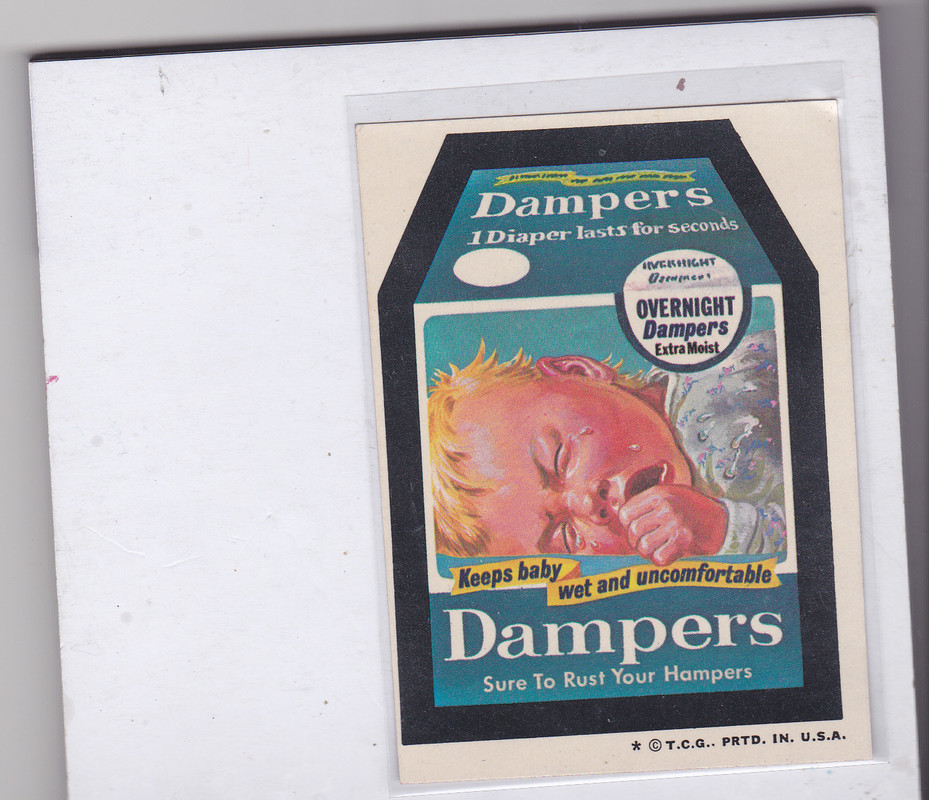 Dampers
1 Diaper lasts for seconds
OVERNIGHT
OVERNIGHT
Dampers
Extra Moist
Keeps baby
wet and uncomfortable
Dampers
Sure To Rust Your Hampers
* © T.C.G.. PRTD. IN. U.S.A.